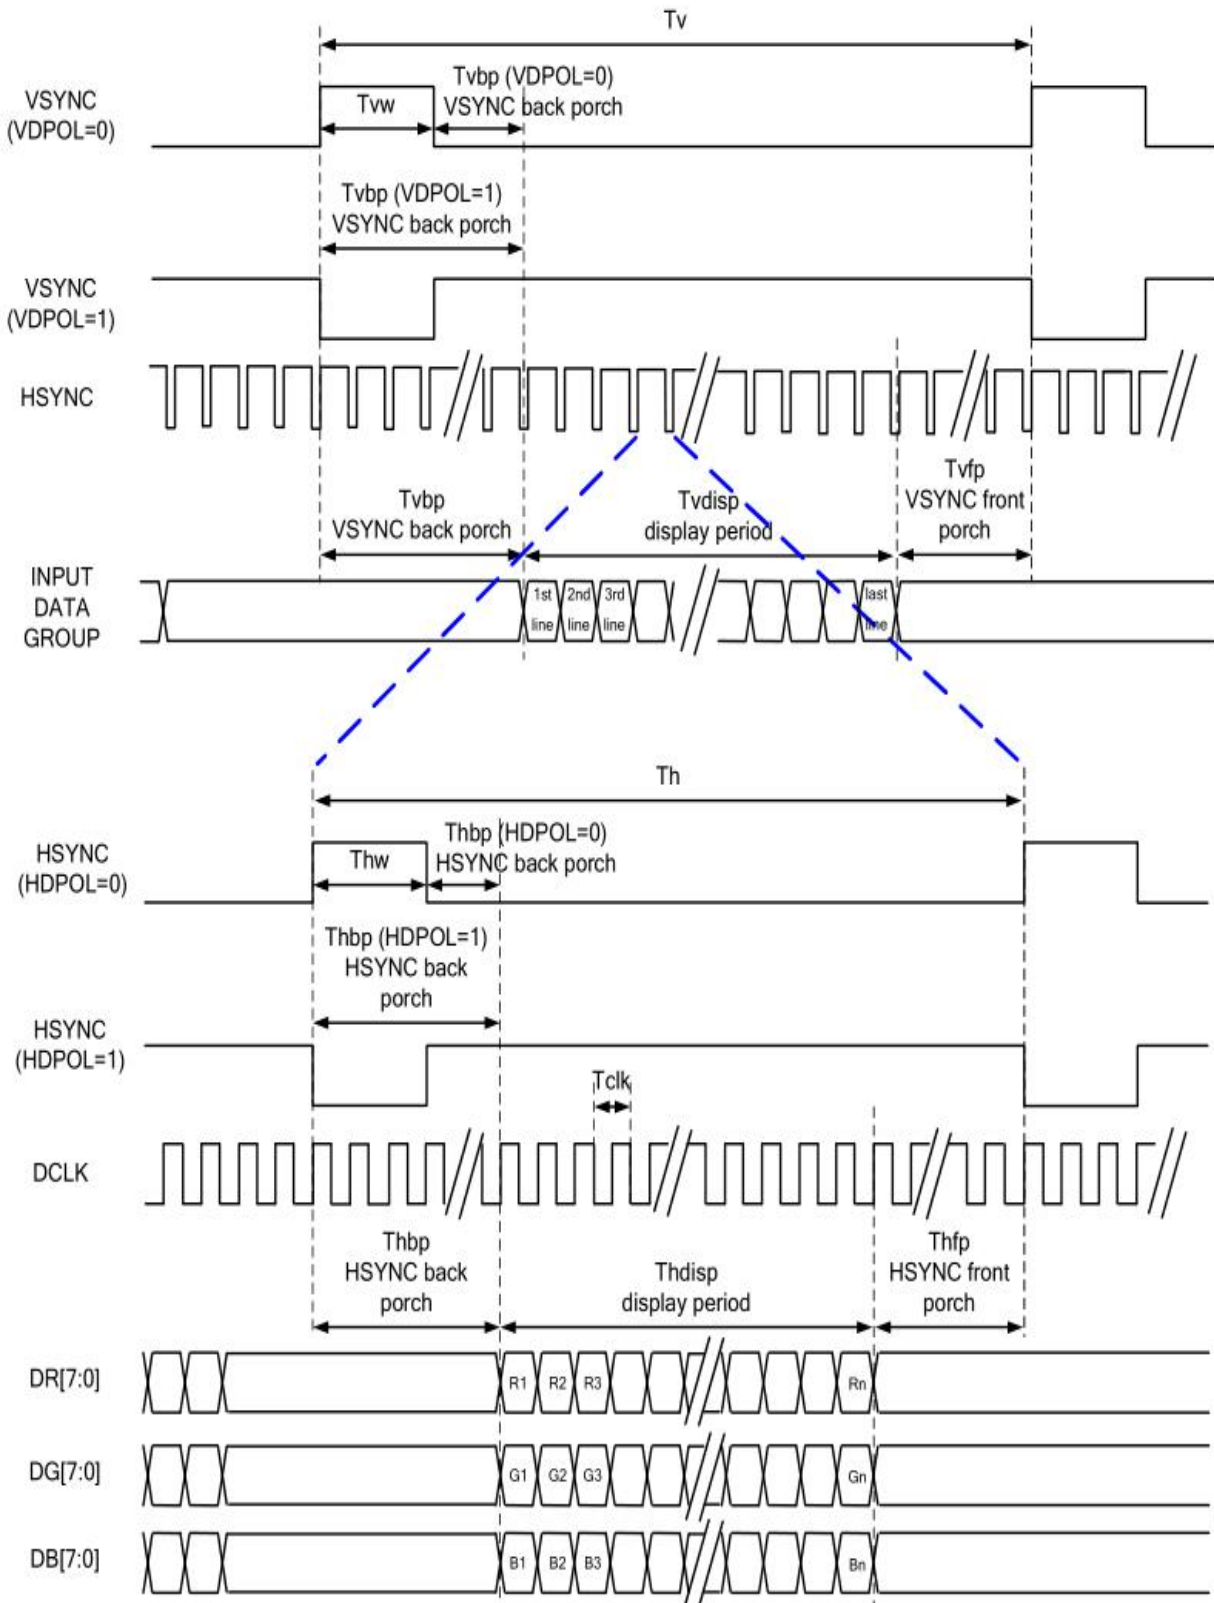 Tv
VSYNC
(VDPOL=0)
Tvw
Tvbp (VDPOL=0)
VSYNC back porch
Tvbp (VDPOL=1)
VSYNC back porch
VSYNC
(VDPOL=1)
HSYNC
Tvbp
VSYNC back porch
Tvdisp
display period
Tvfp
VSYNC front
porch
INPUT
DATA
GROUP
1st
line
2nd
line
3rd
line
last
line
Th
HSYNC
(HDPOL=0)
Thw
Thbp (HDPOL=0)
HSYNC back porch
Thbp (HDPOL=1)
HSYNC back
porch
HSYNC
(HDPOL=1)
Tclk
DCLK
Thbp
HSYNC back
porch
Thdisp
display period
Thfp
HSYNC front
porch
DR[7:0]
R1 R2 R3 Rn
DG[7:0]
G1 G2 G3 Gn
DB[7:0]
B1 B2 B3 Bn